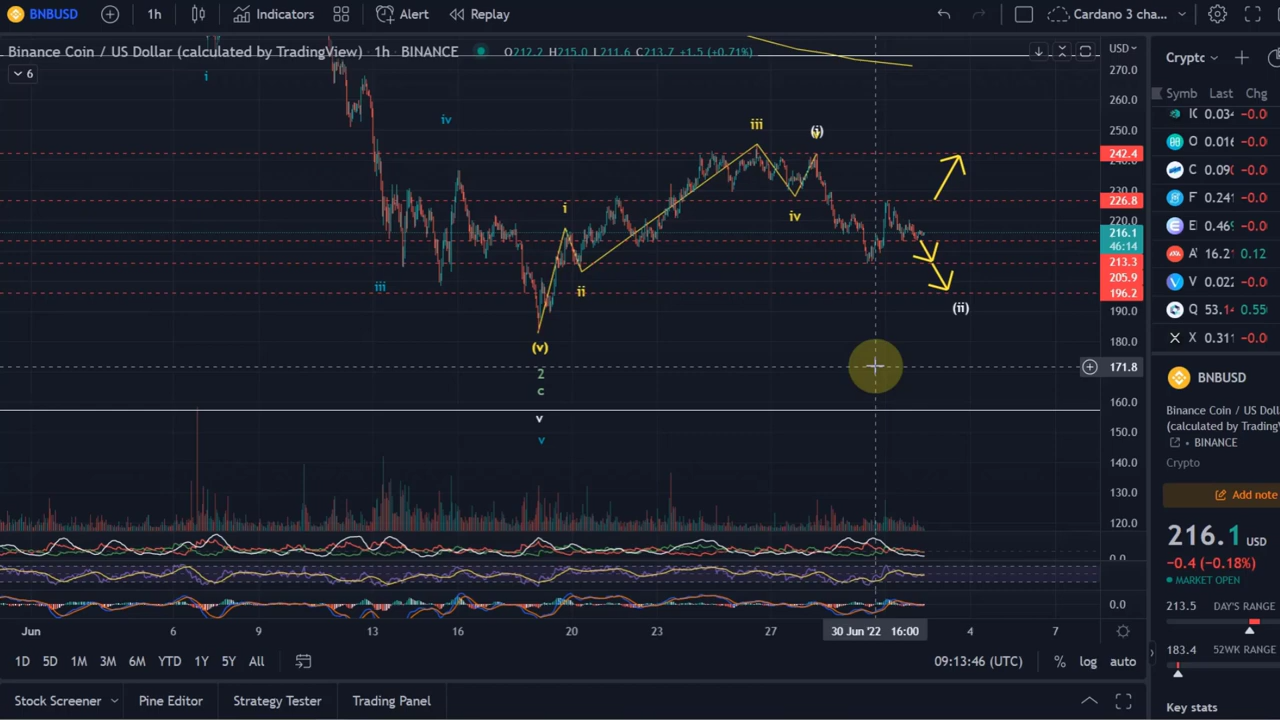 BNBUSD 1h Indicators Alert Replay Cardano 3 cha...
Binance Coin / US Dollar (calculated by TradingView) · 1h · BINANCE O212.2 H215.0 L211.6 C213.7 +1.5 (+0.71%) USD
6
270.0
260.0
250.0
242.4
230.0
226.8
220.0
216.1
46:14
213.3
205.9
196.2
190.0
180.0
171.8
160.0
150.0
140.0
130.0
120.0
0.0
0.0
i
iv
iii
i
ii
iii
iv
(i)
(ii)
(v)
2
c
v
v
Jun 6 9 13 16 20 23 27 30 Jun '22 16:00 4 7
1D 5D 1M 3M 6M YTD 1Y 5Y All 09:13:46 (UTC) % log auto
Stock Screener Pine Editor Strategy Tester Trading Panel
Cryptc
Symb Last Chg
IC 0.034 -0.0
O 0.016 -0.0
C 0.09( -0.0
F 0.241 -0.0
E 0.469 -0.0
A 16.21 0.12
V 0.021 -0.0
Q 53.14 0.55
X 0.311 -0.0
BNBUSD
Binance Coin / US Dol
(calculated by Trading
• BINANCE
Crypto
Add note
216.1 USD
-0.4 (-0.18%)
MARKET OPEN
213.5 DAY'S RANGE
183.4 52WK RANGE
Key stats